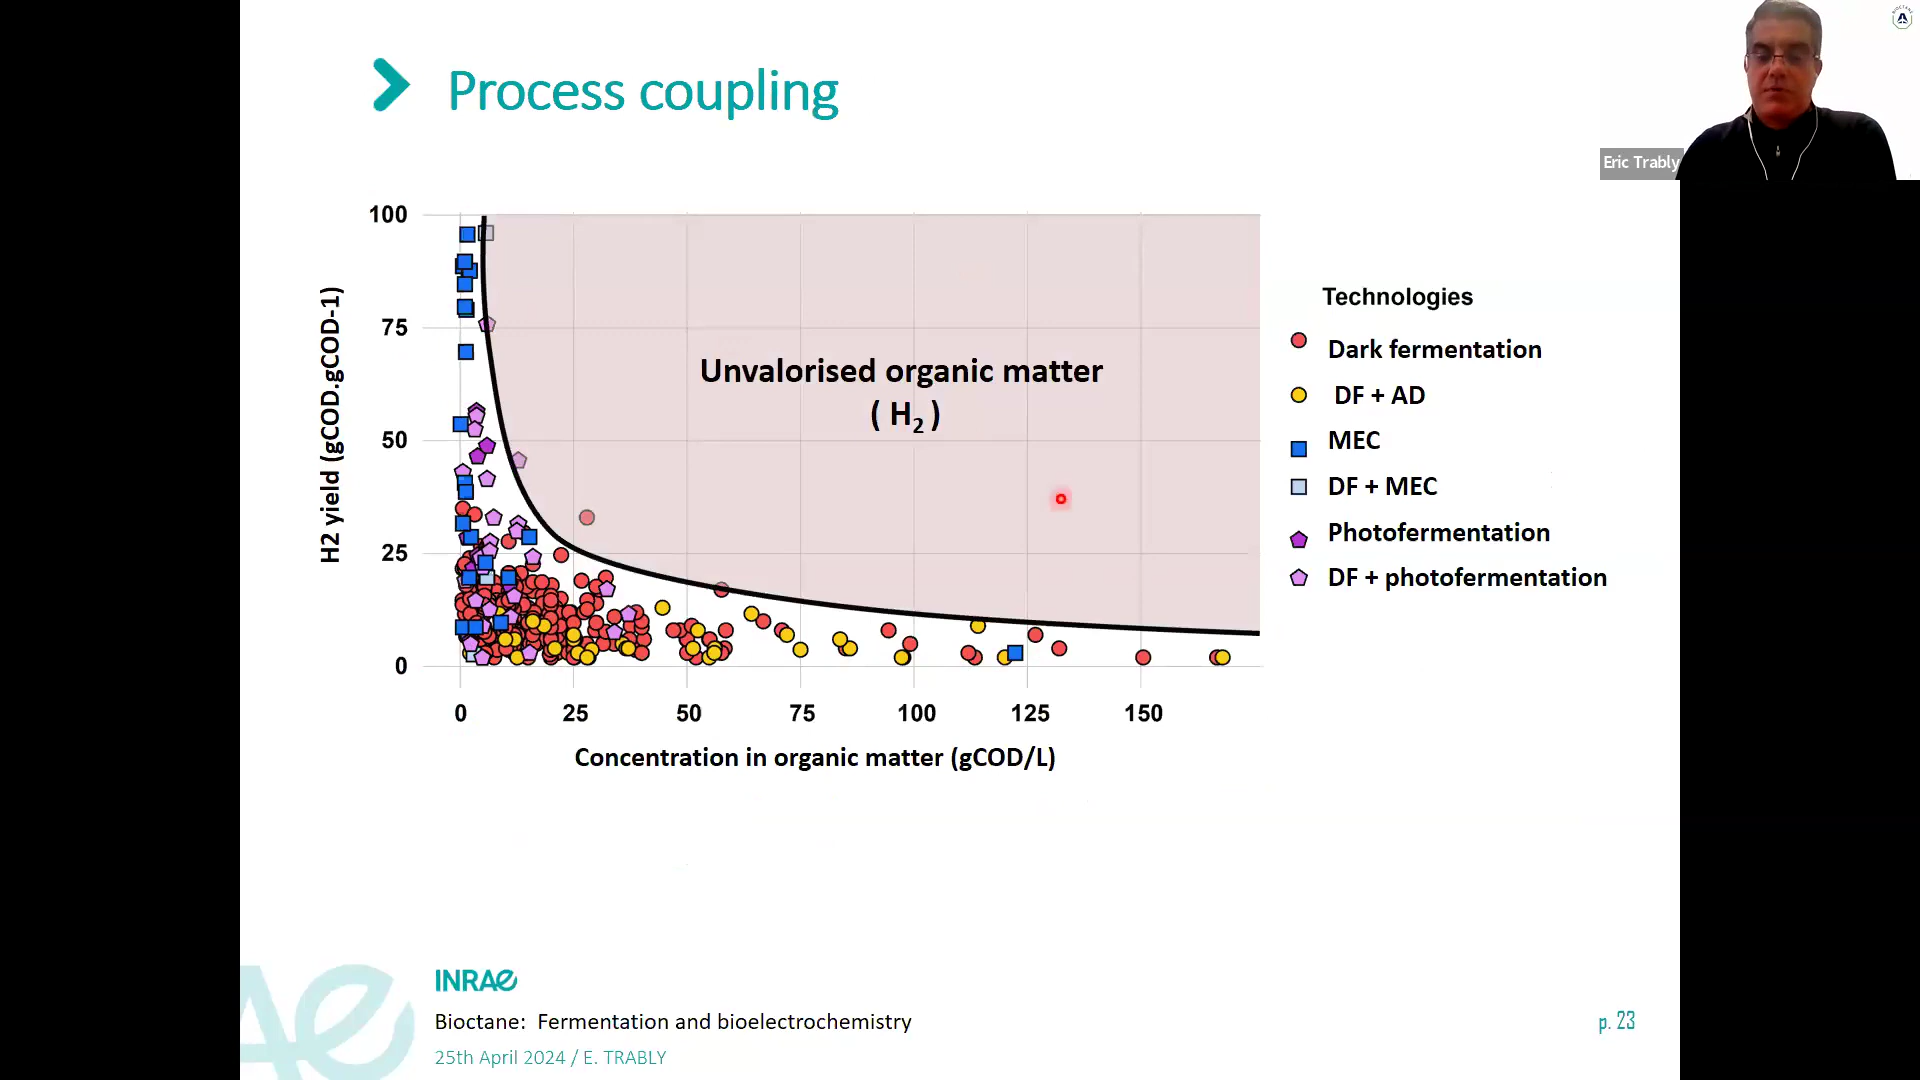 Process coupling
Eric Trably
100
75
50
25
0
H2 yield (gCOD.gCOD-1)
Unvalorised organic matter
( H2 )
0 25 50 75 100 125 150
Concentration in organic matter (gCOD/L)
Technologies
Dark fermentation
DF + AD
MEC
DF + MEC
Photofermentation
DF + photofermentation
INRAE
Bioctane: Fermentation and bioelectrochemistry
25th April 2024 / E. TRABLY
p. 23